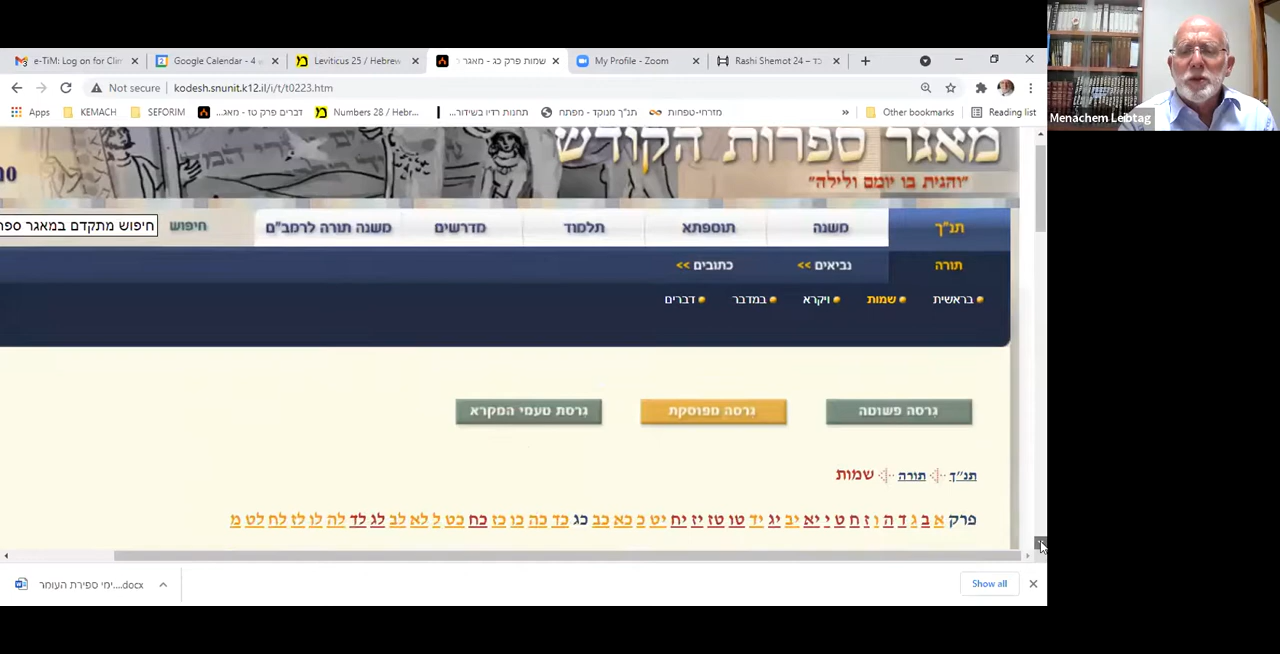 e-TiM: Log on for Clim
Google Calendar - 4
Leviticus 25 / Hebrew
שמות פרק כג - מאגר
My Profile - Zoom
Rashi Shemot 24 –
Not secure
kodesh.snunit.k12.il/i/t/t0223.htm
Apps
KEMACH
SEFORIM
דברים פרק טז - מאג...
Numbers 28 / Hebr...
תחנות רדיו בשידור...
תנ"ך מנוקד - מפתח
מזרחי-טפחות
»
Other bookmarks
Reading list
Menachem Leibtag
מאגר ספרות הקודש
"והגית בו יומם ולילה"
תנ"ך
משנה
תוספתא
תלמוד
מדרשים
משנה תורה לרמב"ם
חיפוש
חיפוש מתקדם במאגר ספר
תורה
נביאים >>
כתובים >>
בראשית
שמות
ויקרא
במדבר
דברים
גרסה פשוטה
גרסה מפוסקת
גרסת טעמי המקרא
תנ"ך תורה שמות
פרק א ב ג ד ה ו ז ח ט י יא יב יג יד טו טז יז יח יט כ כא כב כג כד כה כו כז כח כט ל לא לב לג לד לה לו לז לח לט מ
ימי ספירת העומר....docx
Show all